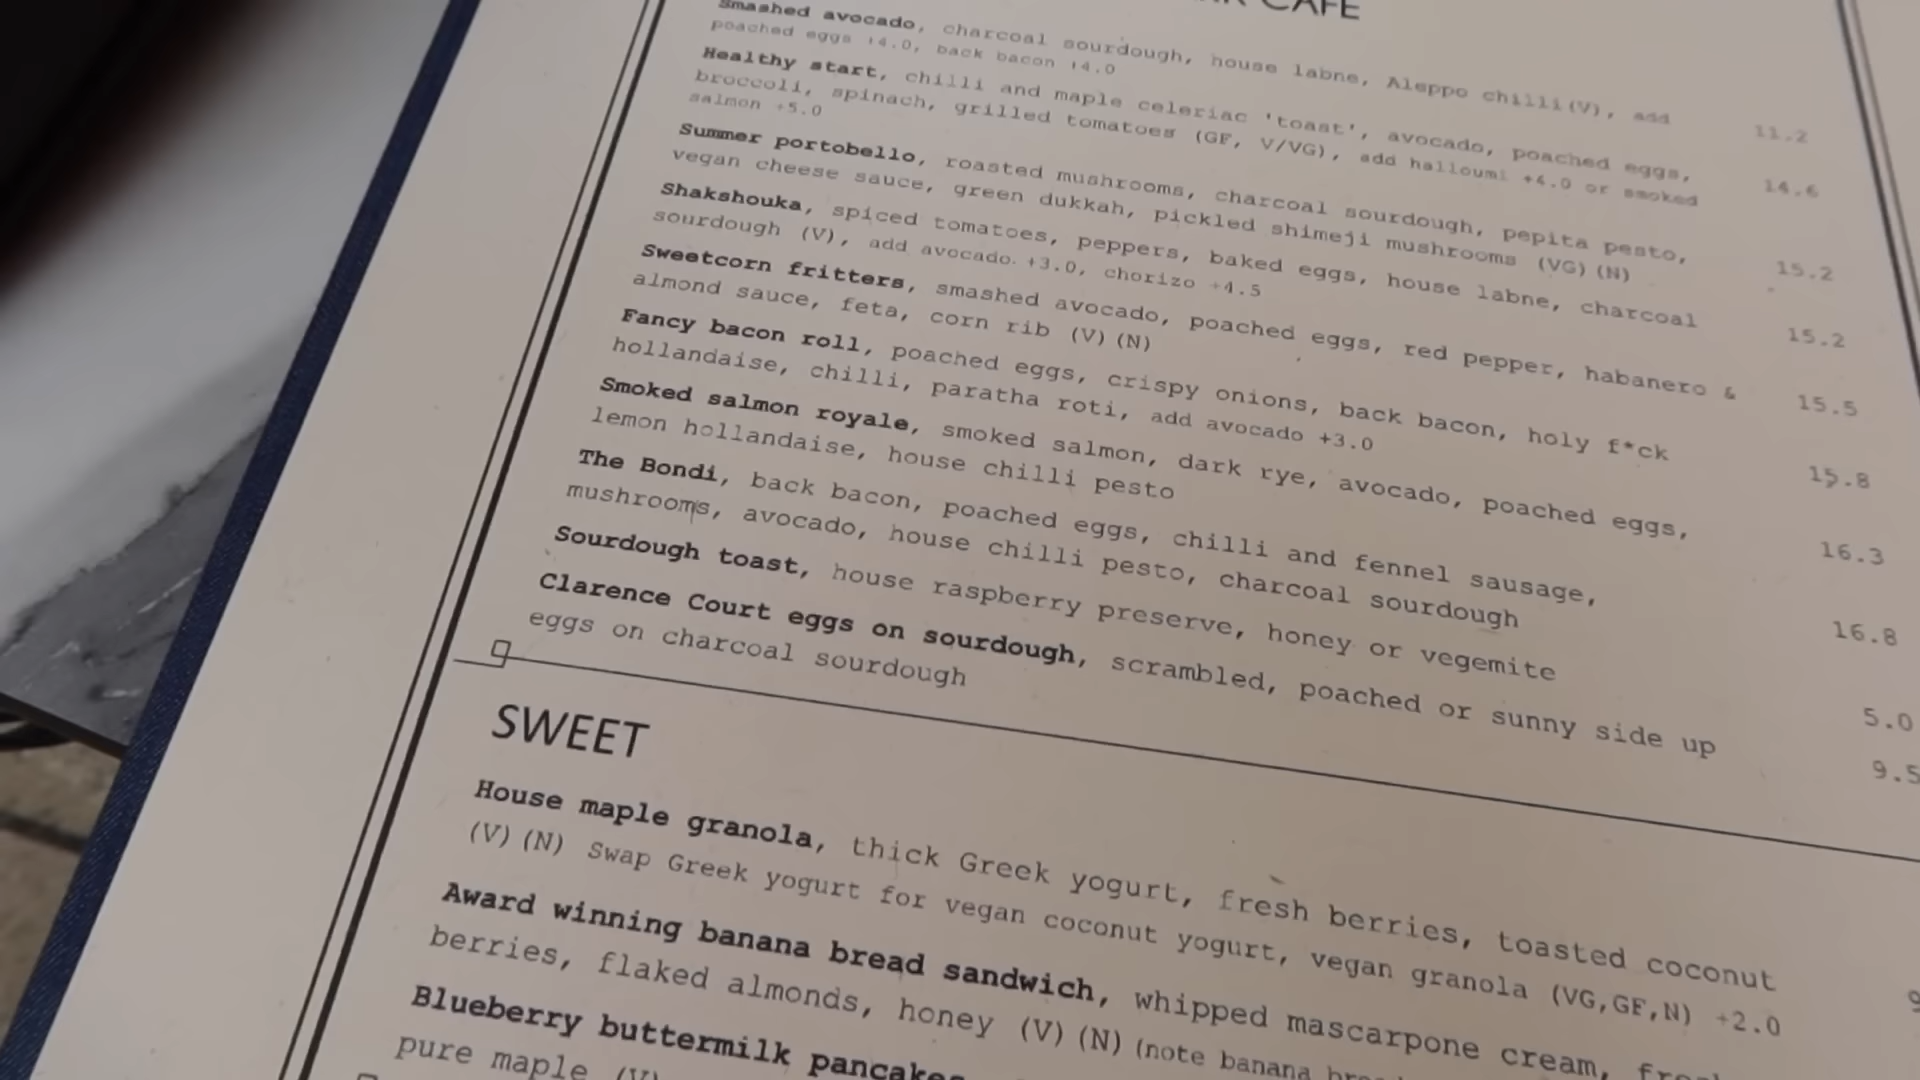 CAFE
Smashed avocado, charcoal sourdough, house labne, Aleppo chilli(V), add
poached eggs +4.0, back bacon +4.0
11.2
Healthy start, chilli and maple celeriac 'toast', avocado, poached eggs,
broccoli, spinach, grilled tomatoes (GF, V/VG), add halloumi +4.0 or smoked
salmon +5.0
14.6
Summer portobello, roasted mushrooms, charcoal sourdough, pepita pesto,
vegan cheese sauce, green dukkah, pickled shimeji mushrooms (VG)(N)
15.2
Shakshouka, spiced tomatoes, peppers, baked eggs, house labne, charcoal
sourdough (V), add avocado +3.0, chorizo +4.5
15.2
Sweetcorn fritters, smashed avocado, poached eggs, red pepper, habanero &
almond sauce, feta, corn rib (V)(N)
15.5
Fancy bacon roll, poached eggs, crispy onions, back bacon, holy f*ck
hollandaise, chilli, paratha roti, add avocado +3.0
15.8
Smoked salmon royale, smoked salmon, dark rye, avocado, poached eggs,
lemon hollandaise, house chilli pesto
16.3
The Bondi, back bacon, poached eggs, chilli and fennel sausage,
mushrooms, avocado, house chilli pesto, charcoal sourdough
16.8
Sourdough toast, house raspberry preserve, honey or vegemite
5.0
Clarence Court eggs on sourdough, scrambled, poached or sunny side up
eggs on charcoal sourdough
9.5
SWEET
House maple granola, thick Greek yogurt, fresh berries, toasted coconut
(V)(N) Swap Greek yogurt for vegan coconut yogurt, vegan granola (VG,GF,N) +2.0
Award winning banana bread sandwich, whipped mascarpone cream,
berries, flaked almonds, honey (V)(N) (note banana
Blueberry buttermilk pancakes
pure maple (V)